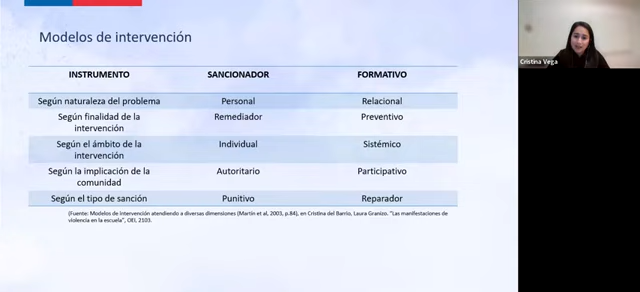 Modelos de intervención
INSTRUMENTO SANCIONADOR FORMATIVO
Según naturaleza del problema Personal Relacional
Según finalidad de la intervención Remediador Preventivo
Según el ámbito de la intervención Individual Sistémico
Según la implicación de la comunidad Autoritario Participativo
Según el tipo de sanción Punitivo Reparador
(Fuente: Modelos de intervención atendiendo a diversas dimensiones (Martín et al, 2003, p.84), en Cristina del Barrio, Laura Granizo. "Las manifestaciones de
violencia en la escuela", OEI, 2103.
Cristina Vega